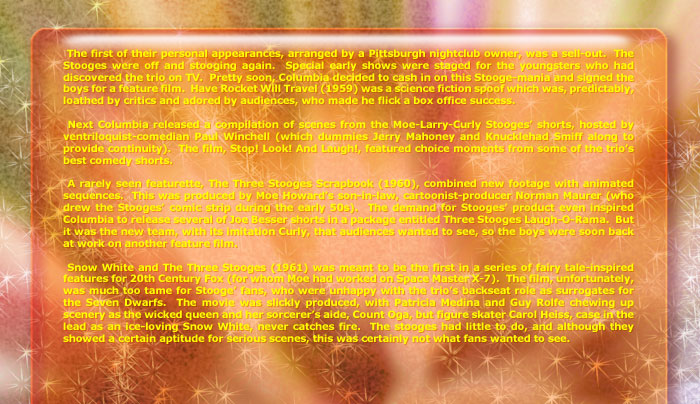 The first of their personal appearances, arranged by a Pittsburgh nightclub owner, was a sell-out. The
Stooges were off and stooging again. Special early shows were staged for the youngsters who had
discovered the trio on TV. Pretty soon, Columbia decided to cash in on this Stooge-mania and signed the
boys for a feature film. Have Rocket Will Travel (1959) was a science fiction spoof which was, predictably,
loathed by critics and adored by audiences, who made he flick a box office success.
Next Columbia released a compilation of scenes from the Moe-Larry-Curly Stooges' shorts, hosted by
ventriloquist-comedian Paul Winchell (which dummies Jerry Mahoney and Knucklehad Smiff along to
provide continuity). The film, Stop! Look! And Laugh!, featured choice moments from some of the trio's
best comedy shorts.
A rarely seen featurette, The Three Stooges Scrapbook (1960), combined new footage with animated
sequences. This was produced by Moe Howard's son-in-law, cartoonist-producer Norman Maurer (who
drew the Stooges' comic strip during the early 50s). The demand for Stooges' product even inspired
Columbia to release several of Joe Besser shorts in a package entitled Three Stooges Laugh-O-Rama. But
it was the new team, with its imitation Curly, that audiences wanted to see, so the boys were soon back
at work on another feature film.
Snow White and The Three Stooges (1961) was meant to be the first in a series of fairy tale-inspired
features for 20th Century Fox (for whom Moe had worked on Space Master X-7). The film, unfortunately,
was much too tame for Stooge' fans, who were unhappy with the trio's backseat role as surrogates for
the Seven Dwarfs. The movie was slickly produced, with Patricia Medina and Guy Rolfe chewing up
scenery as the wicked queen and her sorcerer's aide, Count Oga, but figure skater Carol Heiss, case in the
lead as an ice-loving Snow White, never catches fire. The stooges had little to do, and although they
showed a certain aptitude for serious scenes, this was certainly not what fans wanted to see.